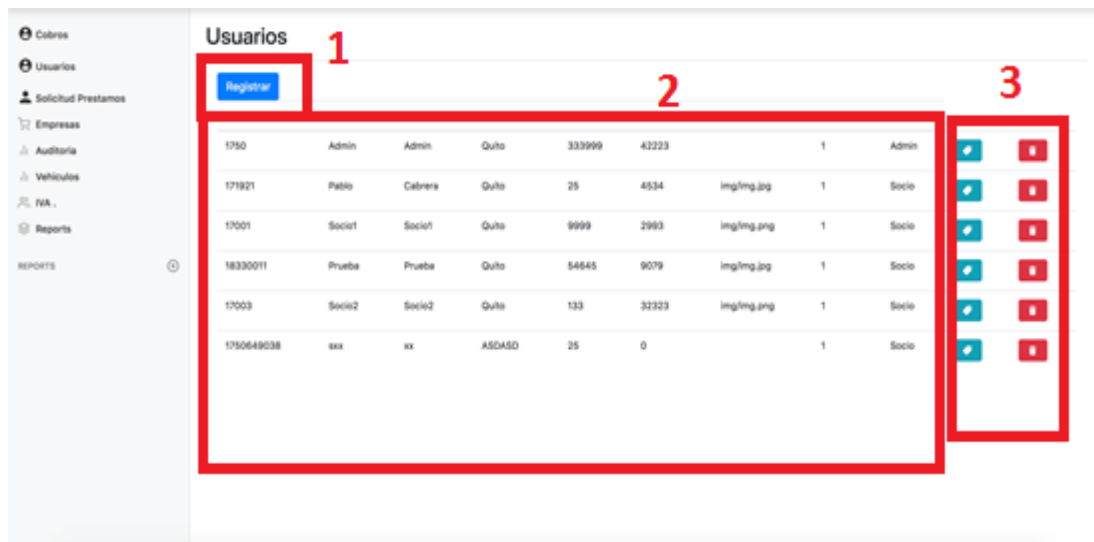 Cobros
Usuarios
Solicitud Prestamos
Empresas
Auditoria
Vehiculos
IVA .
Reports
REPORTS
Usuarios
1
Registrar
2
3
1750 Admin Admin Quito 333999 42223 1 Admin
171921 Pablo Cabrera Quito 25 4534 img/img.jpg 1 Socio
17001 Socio1 Socio1 Quito 9999 2993 img/img.png 1 Socio
18330011 Prueba Prueba Quito 54645 9079 img/img.jpg 1 Socio
17003 Socio2 Socio2 Quito 133 32323 img/img.png 1 Socio
1750649038 sxx xx ASDASD 25 0 1 Socio